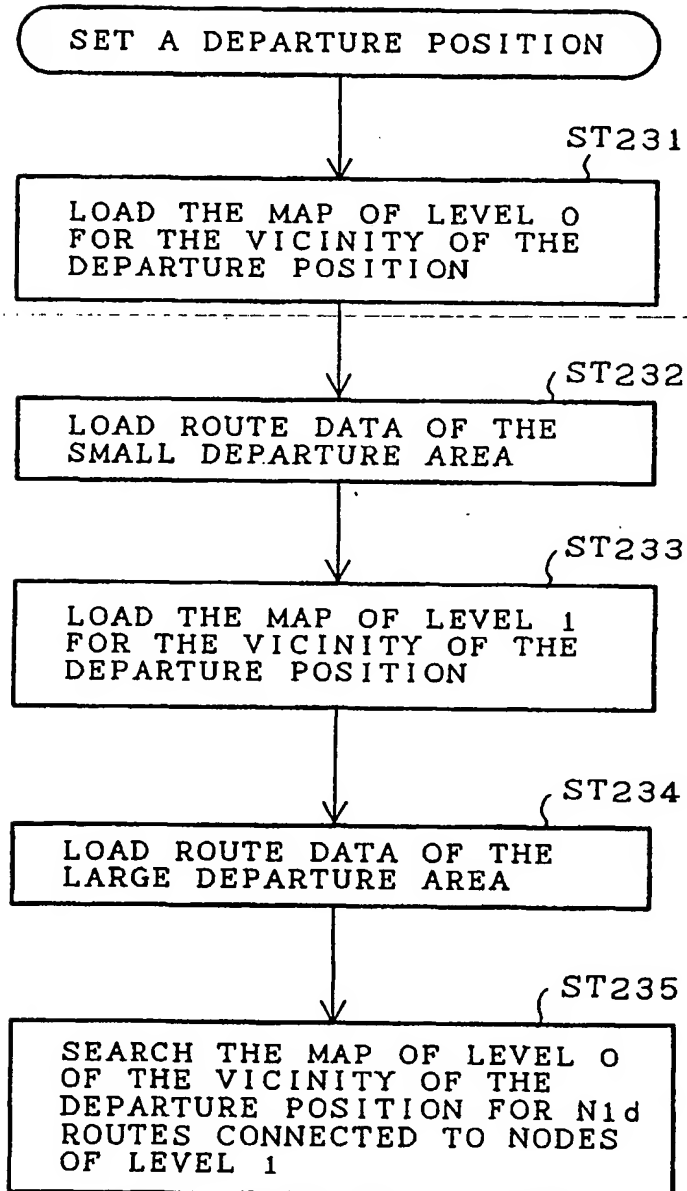 SET A DEPARTURE POSITION
ST231
LOAD THE MAP OF LEVEL 0
FOR THE VICINITY OF THE
DEPARTURE POSITION
ST232
LOAD ROUTE DATA OF THE
SMALL DEPARTURE AREA
ST233
LOAD THE MAP OF LEVEL 1
FOR THE VICINITY OF THE
DEPARTURE POSITION
ST234
LOAD ROUTE DATA OF THE
LARGE DEPARTURE AREA
ST235
SEARCH THE MAP OF LEVEL 0
OF THE VICINITY OF THE
DEPARTURE POSITION FOR N1d
ROUTES CONNECTED TO NODES
OF LEVEL 1